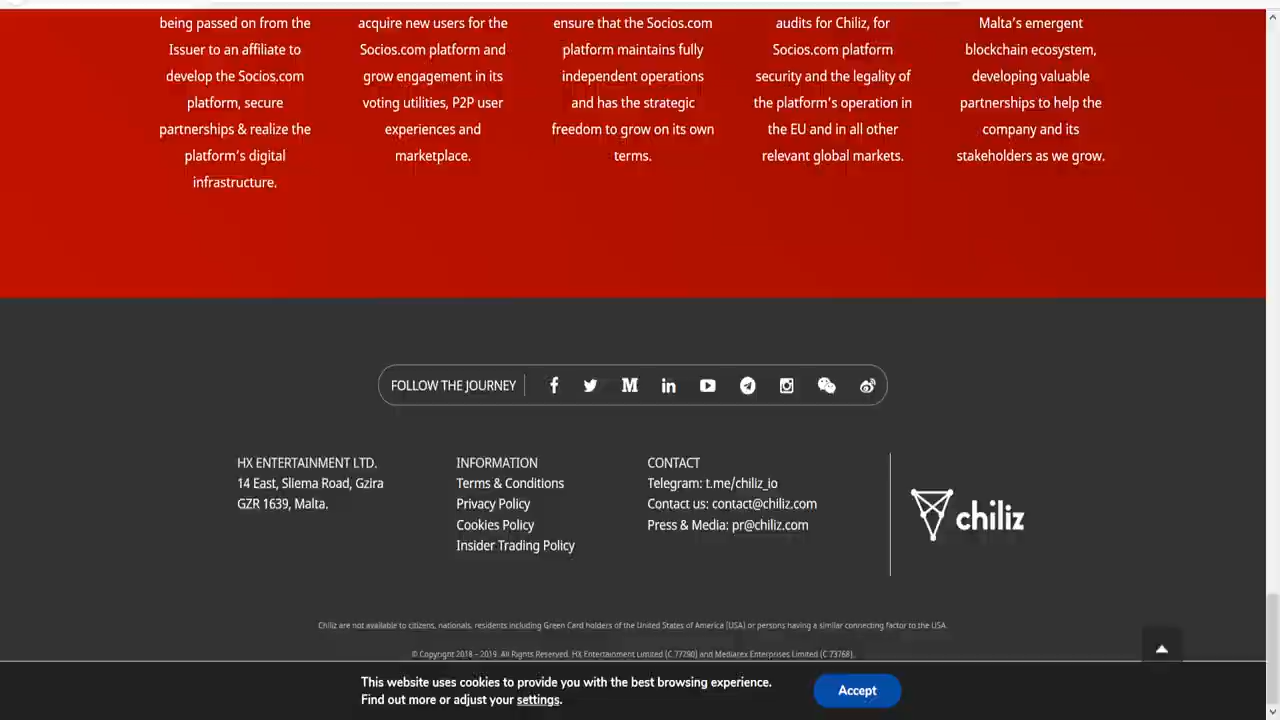 being passed on from the
Issuer to an affiliate to
develop the Socios.com
platform, secure
partnerships & realize the
platform's digital
infrastructure.
acquire new users for the
Socios.com platform and
grow engagement in its
voting utilities, P2P user
experiences and
marketplace.
ensure that the Socios.com
platform maintains fully
independent operations
and has the strategic
freedom to grow on its own
terms.
audits for Chiliz, for
Socios.com platform
security and the legality of
the platform's operation in
the EU and in all other
relevant global markets.
Malta's emergent
blockchain ecosystem,
developing valuable
partnerships to help the
company and its
stakeholders as we grow.
FOLLOW THE JOURNEY
HX ENTERTAINMENT LTD.
14 East, Sliema Road, Gzira
GZR 1639, Malta.
INFORMATION
Terms & Conditions
Privacy Policy
Cookies Policy
Insider Trading Policy
CONTACT
Telegram: t.me/chiliz_io
Contact us: contact@chiliz.com
Press & Media: pr@chiliz.com
chiliz
Chiliz are not available to citizens, nationals, residents including Green Card holders of the United States of America (USA) or persons having a similar connecting factor to the USA.
© Copyright 2018 – 2019. All Rights Reserved. HX Entertainment Limited (C 77290) and Mediarex Enterprises Limited (C 73768).
This website uses cookies to provide you with the best browsing experience.
Find out more or adjust your settings.
Accept